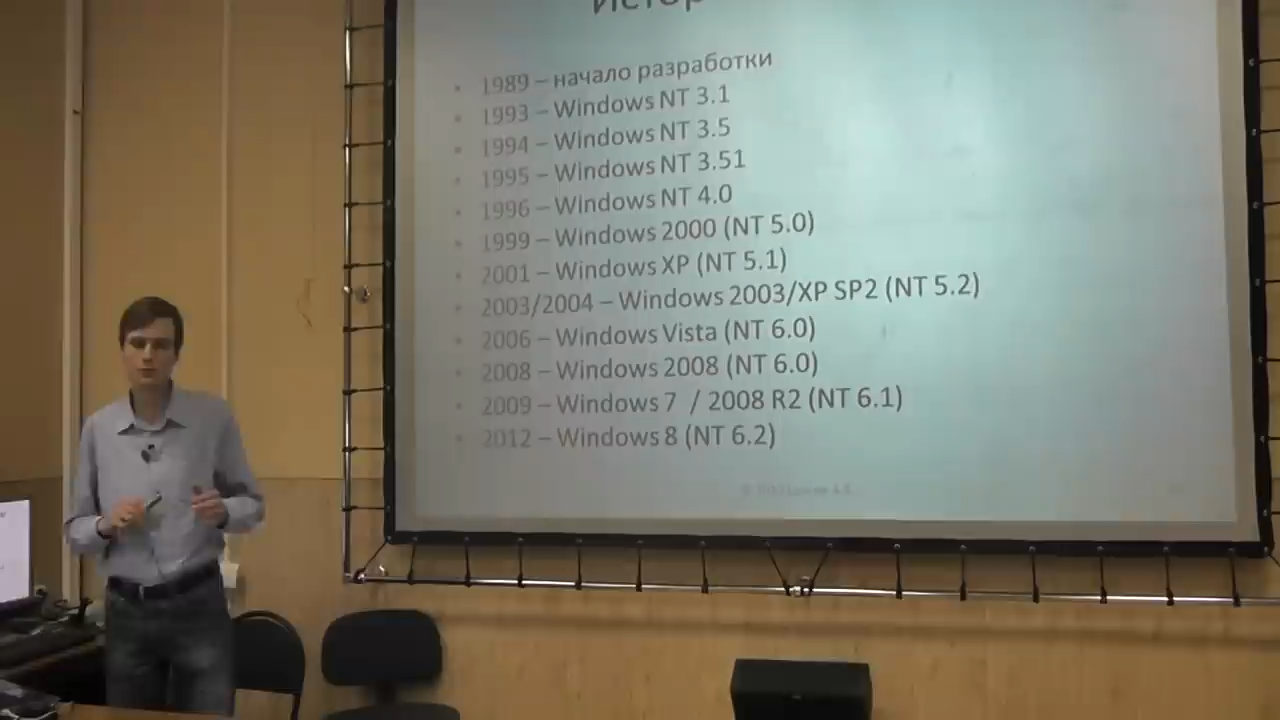 Истор
1989 – начало разработки
1993 – Windows NT 3.1
1994 – Windows NT 3.5
1995 – Windows NT 3.51
1996 – Windows NT 4.0
1999 – Windows 2000 (NT 5.0)
2001 – Windows XP (NT 5.1)
2003/2004 – Windows 2003/XP SP2 (NT 5.2)
2006 – Windows Vista (NT 6.0)
2008 – Windows 2008 (NT 6.0)
2009 – Windows 7 / 2008 R2 (NT 6.1)
2012 – Windows 8 (NT 6.2)